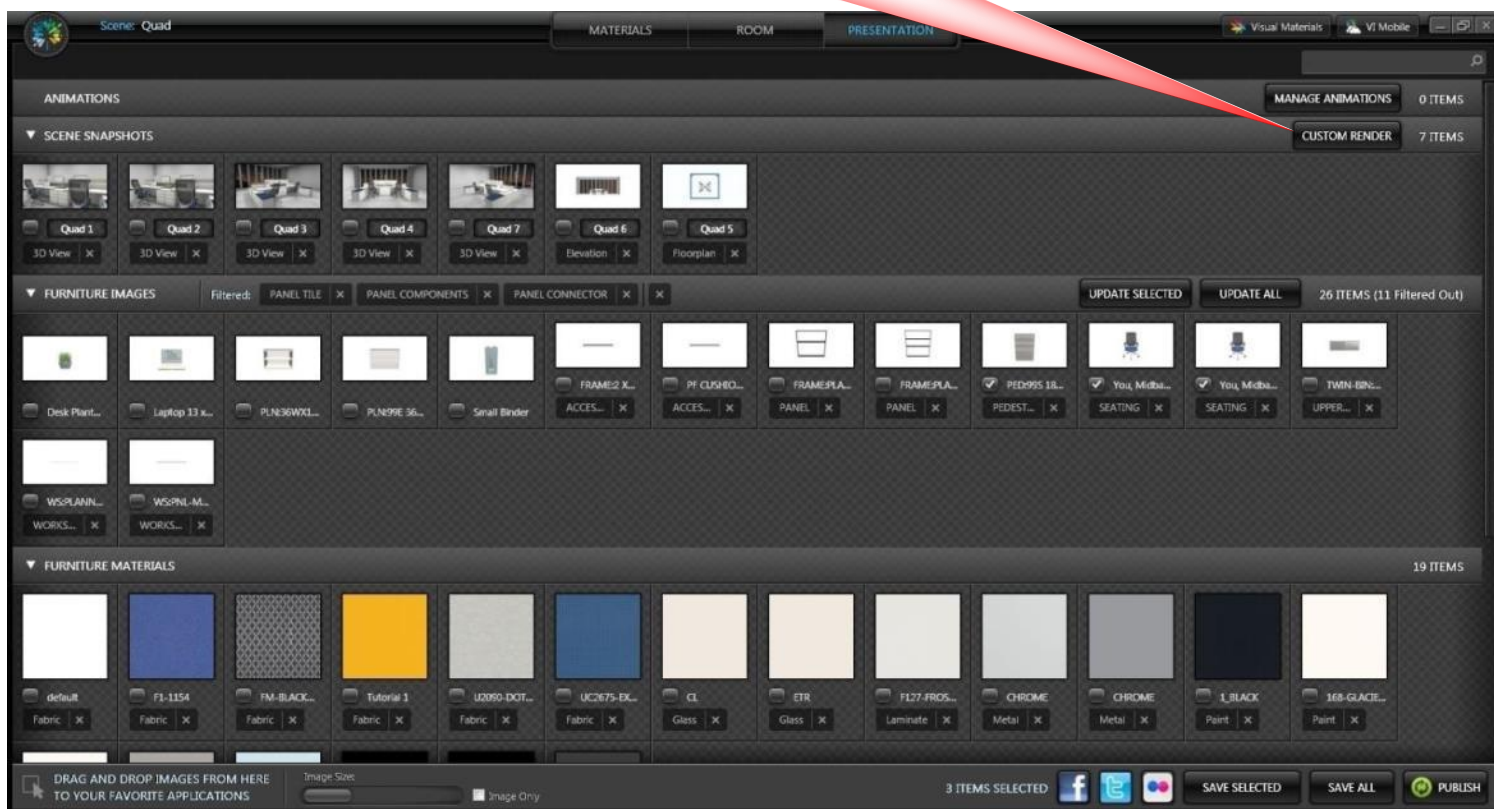 Scene: Quad
MATERIALS ROOM PRESENTATION
Visual Materials VI Mobile
ANIMATIONS MANAGE ANIMATIONS 0 ITEMS
SCENE SNAPSHOTS CUSTOM RENDER 7 ITEMS
Quad 1 Quad 2 Quad 3 Quad 4 Quad 7 Quad 6 Quad 5
3D View 3D View 3D View 3D View 3D View Elevation Floorplan
FURNITURE IMAGES Filtered: PANEL TILE PANEL COMPONENTS PANEL CONNECTOR UPDATE SELECTED UPDATE ALL 26 ITEMS (11 Filtered Out)
Desk Plant... Laptop 13 x... PLN:36WX1... PLN:99E 36... Small Binder FRAME:2 X... PF CUSHIO... FRAME:PLA... FRAME:PLA... PED:995 18... You, Midba... You, Midba... TWIN-BIN:...
ACCES... ACCES... PANEL PANEL PEDEST... SEATING SEATING UPPER...
WS:PLANN... WS:PNL-M...
WORKS... WORKS...
FURNITURE MATERIALS 19 ITEMS
default F1-1154 FM-BLACK... Tutorial 1 U2090-DOT... UC2675-EX... CL ETR F127-FROS... CHROME CHROME 1_BLACK 168-GLACIE...
Fabric Fabric Fabric Fabric Fabric Fabric Glass Glass Laminate Metal Metal Paint Paint
DRAG AND DROP IMAGES FROM HERE
TO YOUR FAVORITE APPLICATIONS
Image Size:
Image Only
3 ITEMS SELECTED SAVE SELECTED SAVE ALL PUBLISH